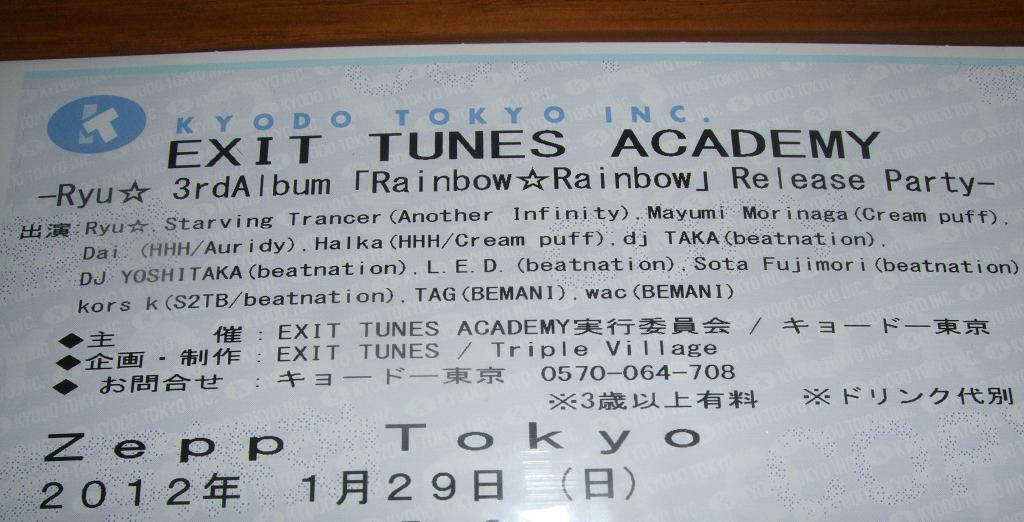 KYODO TOKYO INC.
EXIT TUNES ACADEMY
-Ryu☆ 3rdAlbum「Rainbow☆Rainbow」Release Party-
出演:Ryu☆, Starving Trancer(Another Infinity), Mayumi Morinaga(Cream puff),
Dai (HHH/Auridy), Halka(HHH/Cream puff), dj TAKA(beatnation),
DJ YOSHITAKA(beatnation), L.E.D.(beatnation), Sota Fujimori(beatnation)
kors k(S2TB/beatnation), TAG(BEMANI), wac(BEMANI)
◆主　　催:EXIT TUNES ACADEMY実行委員会 / キョードー東京
◆企画・制作:EXIT TUNES / Triple Village
◆ お問合せ :キョードー東京 0570-064-708
※3歳以上有料 ※ドリンク代別
Zepp Tokyo
2012年 1月29日 (日)